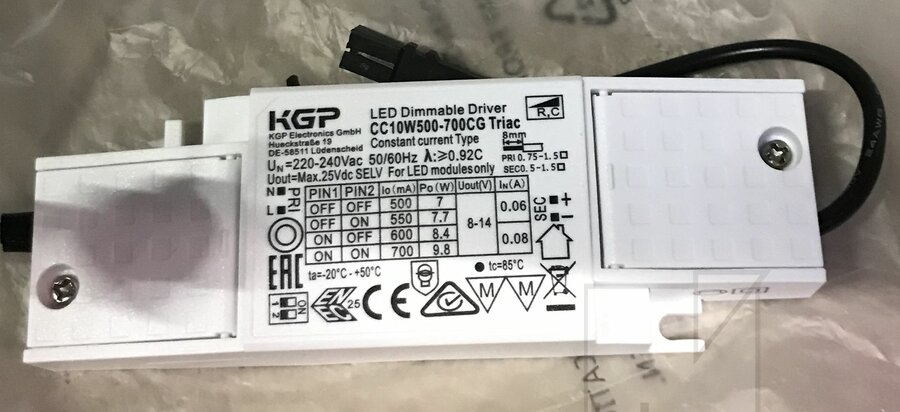 KGP
KGP Electronics GmbH
Hueckstraße 19
DE-58511 Lüdenscheid
LED Dimmable Driver
CC10W500-700CG Triac
Constant current Type
R,C
8mm
PRI 0.75-1.5
SEC0.5-1.5
UN=220-240Vac 50/60Hz λ:≥0.92C
Uout=Max.25Vdc SELV For LED modules only
N
L
PRI
PIN1 PIN2 Io(mA) Po(W) Uout(V) IN(A)
OFF OFF 500 7 8-14 0.06
OFF ON 550 7.7
ON OFF 600 8.4 0.08
ON ON 700 9.8
SEC
+
−
EAC
ta=-20°C - +50°C
tc=85°C
ON
1 2
ENEC
25
CE
M M
24AWG